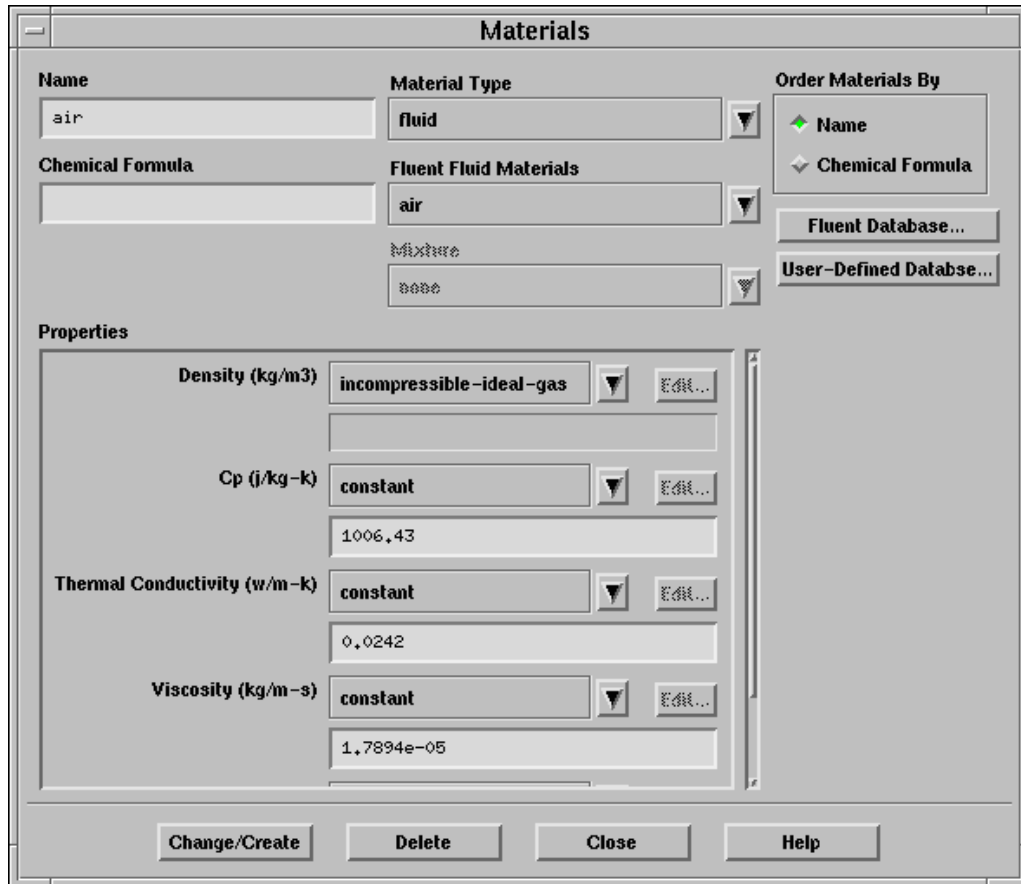 Materials
Name
air
Chemical Formula
Material Type
fluid
Fluent Fluid Materials
air
Mixture
none
Order Materials By
Name
Chemical Formula
Fluent Database...
User-Defined Databse...
Properties
Density (kg/m3)
incompressible-ideal-gas
Edit...
Cp (j/kg-k)
constant
Edit...
1006.43
Thermal Conductivity (w/m-k)
constant
Edit...
0.0242
Viscosity (kg/m-s)
constant
Edit...
1.7894e-05
Change/Create
Delete
Close
Help